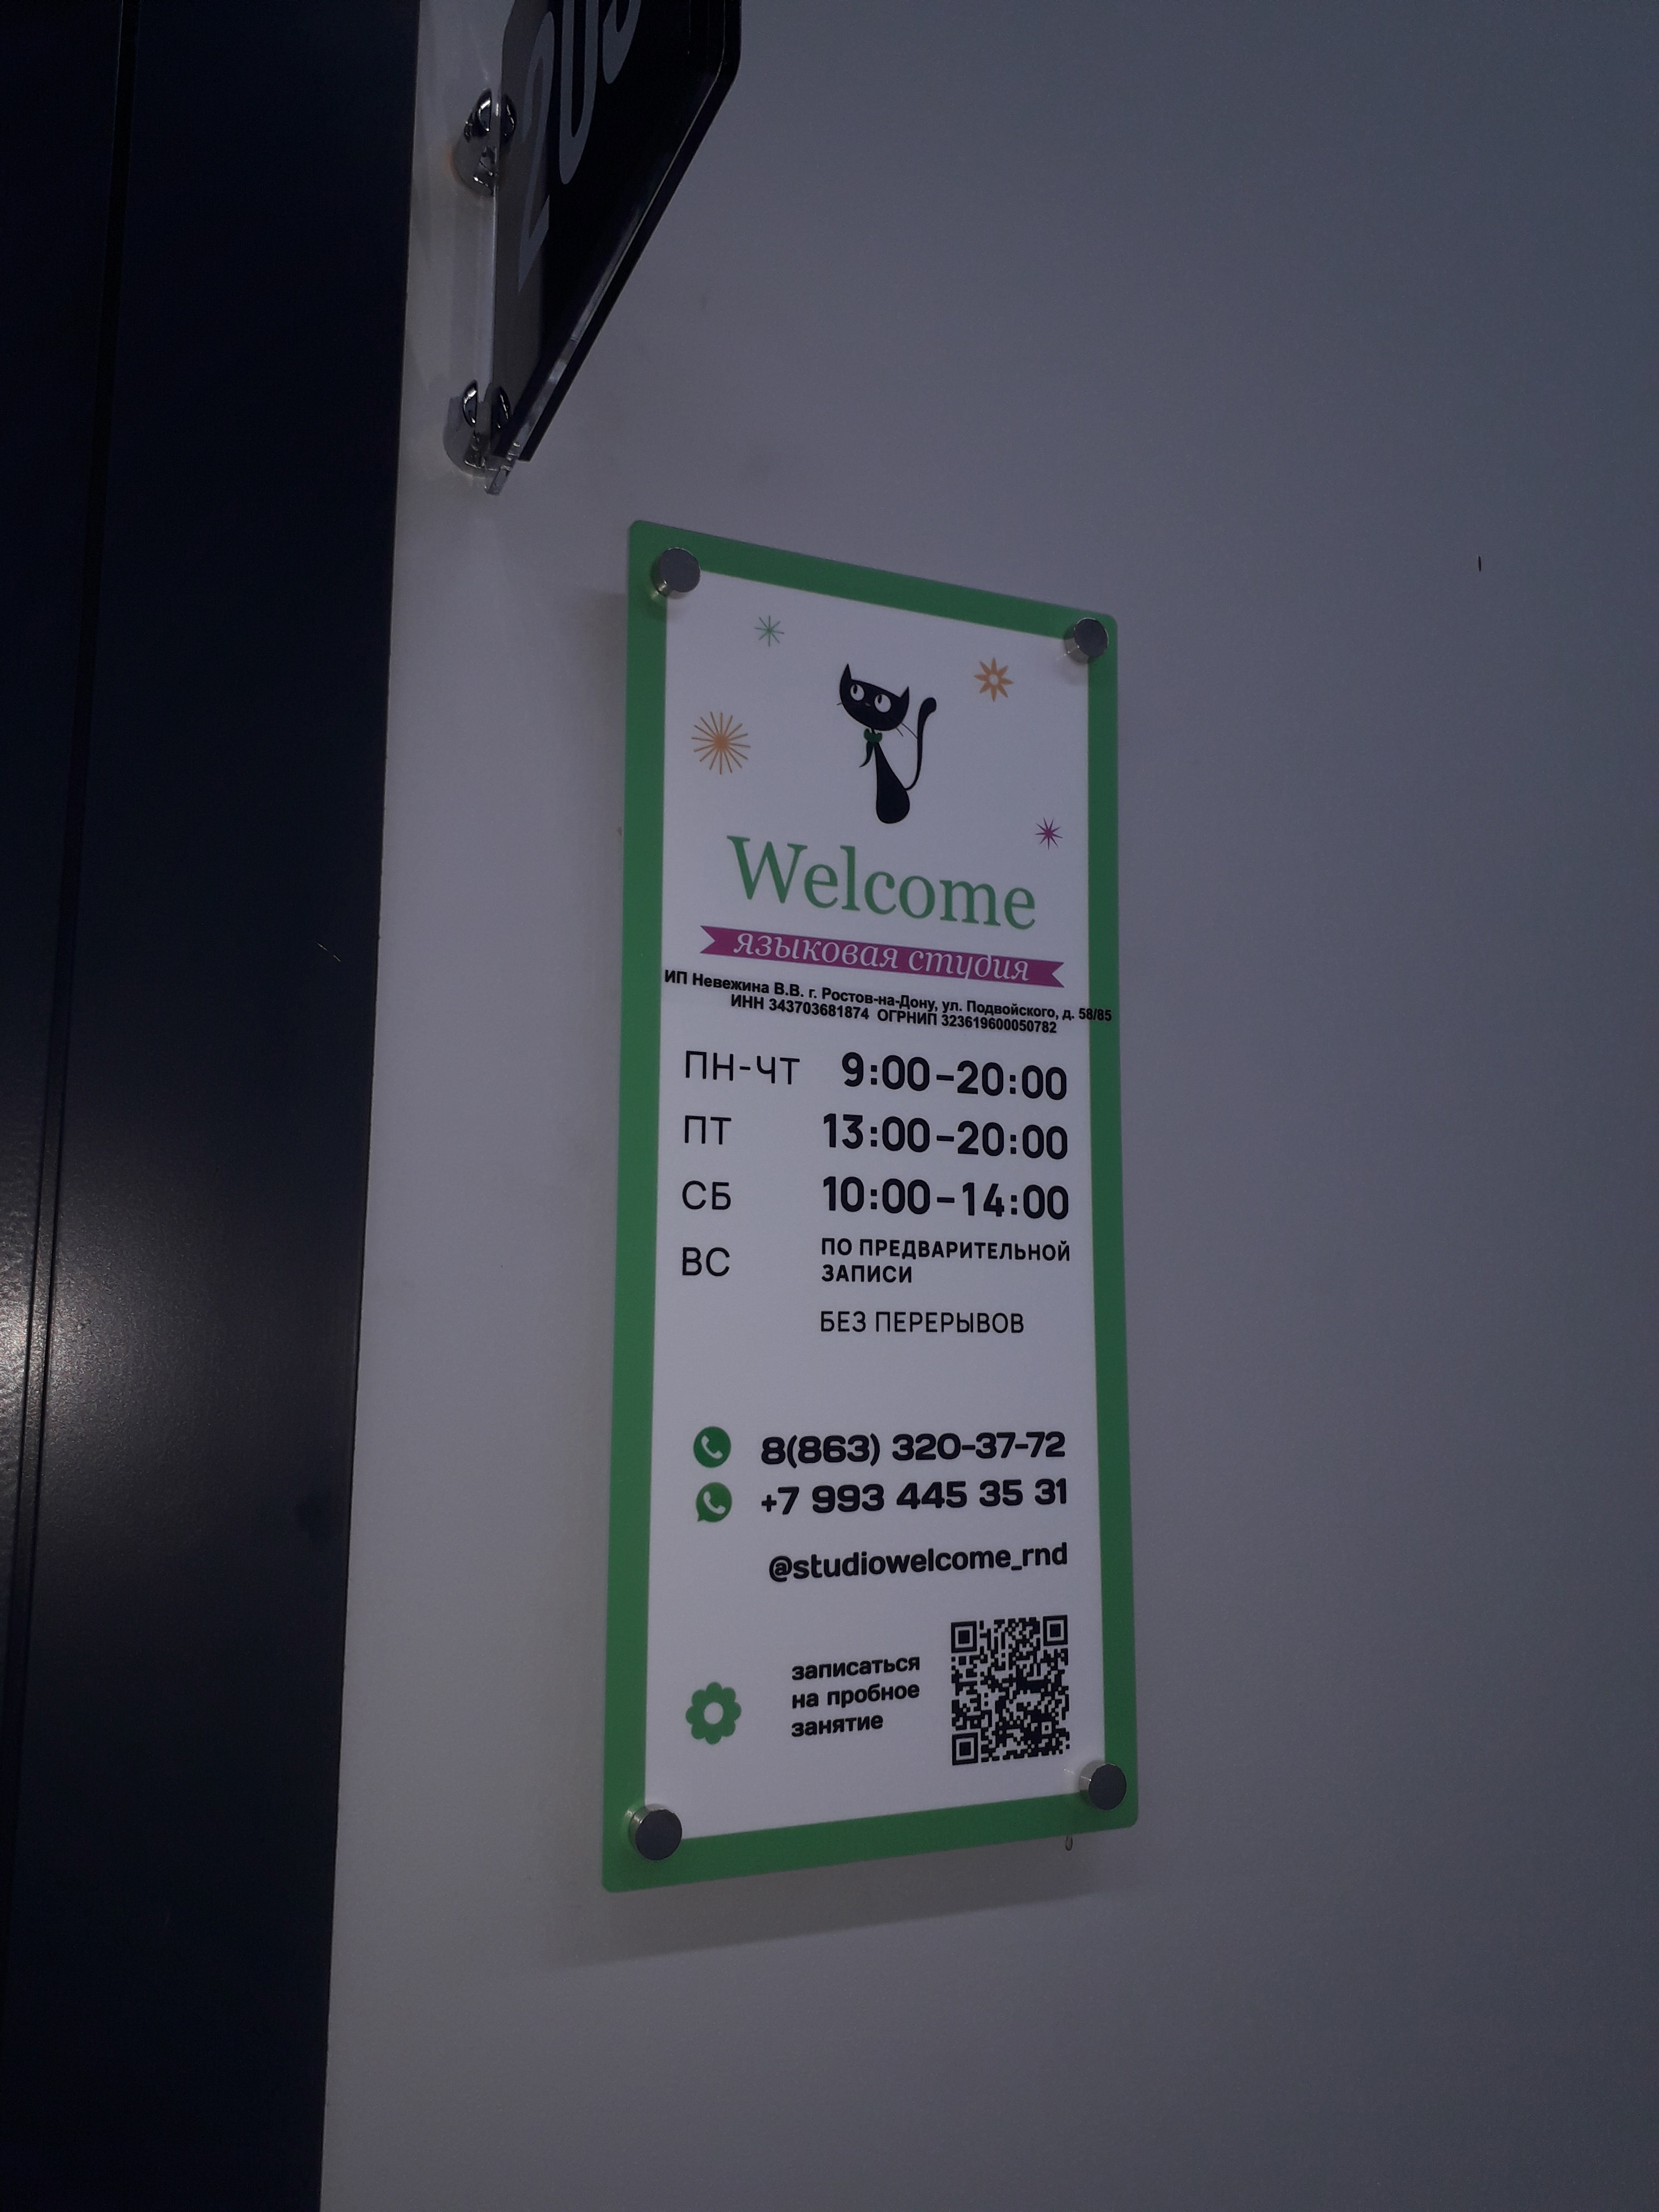 Welcome
языковая студия
ИП Невежина В.В. г. Ростов-на-Дону, ул. Подвойского, д. 58/85
ИНН 343703681874 ОГРНИП 323619600050782
ПН-ЧТ 9:00-20:00
ПТ 13:00-20:00
СБ 10:00-14:00
ВС ПО ПРЕДВАРИТЕЛЬНОЙ
ЗАПИСИ
БЕЗ ПЕРЕРЫВОВ
8(863) 320-37-72
+7 993 445 35 31
@studiowelcome_rnd
записаться
на пробное
занятие